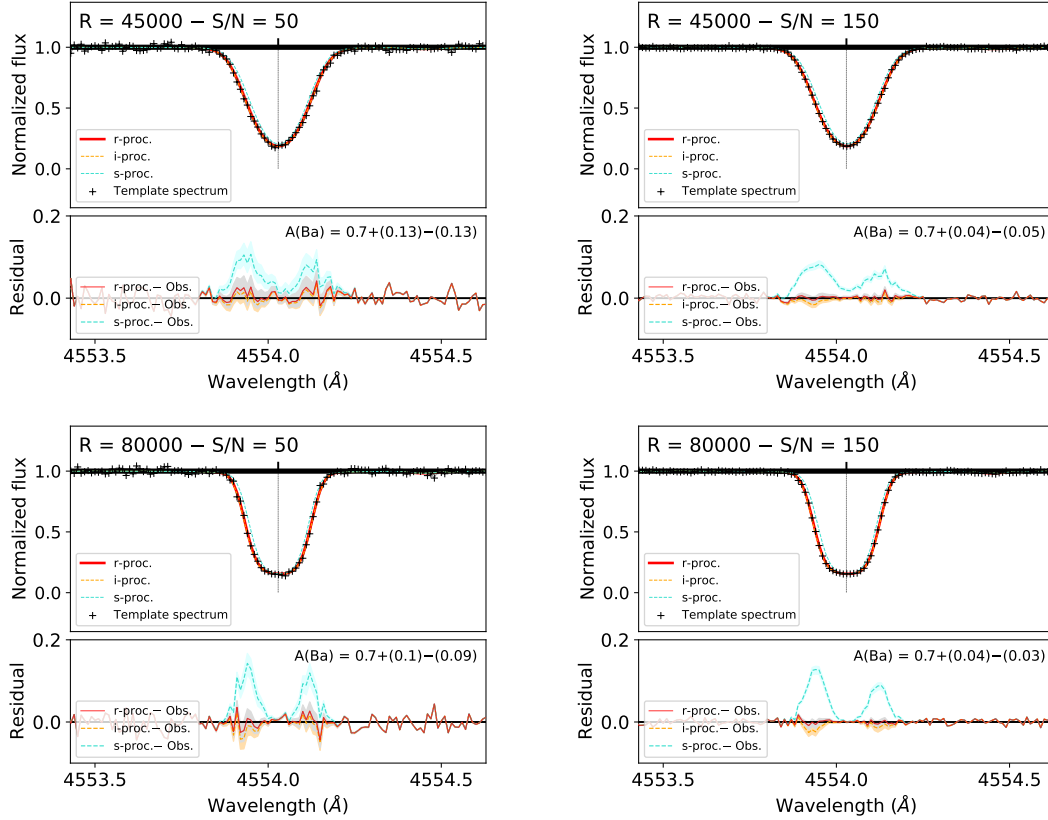 R = 45000 − S/N = 50
Normalized flux
1.0
0.5
0.0
r-proc.
i-proc.
s-proc.
Template spectrum
Residual
0.2
0.0
A(Ba) = 0.7+(0.13)−(0.13)
r-proc.− Obs.
i-proc.− Obs.
s-proc.− Obs.
4553.5 4554.0 4554.5
Wavelength (Å)
R = 45000 − S/N = 150
Normalized flux
1.0
0.5
0.0
r-proc.
i-proc.
s-proc.
Template spectrum
Residual
0.2
0.0
A(Ba) = 0.7+(0.04)−(0.05)
r-proc.− Obs.
i-proc.− Obs.
s-proc.− Obs.
4553.5 4554.0 4554.5
Wavelength (Å)
R = 80000 − S/N = 50
Normalized flux
1.0
0.5
0.0
r-proc.
i-proc.
s-proc.
Template spectrum
Residual
0.2
0.0
A(Ba) = 0.7+(0.1)−(0.09)
r-proc.− Obs.
i-proc.− Obs.
s-proc.− Obs.
4553.5 4554.0 4554.5
Wavelength (Å)
R = 80000 − S/N = 150
Normalized flux
1.0
0.5
0.0
r-proc.
i-proc.
s-proc.
Template spectrum
Residual
0.2
0.0
A(Ba) = 0.7+(0.04)−(0.03)
r-proc.− Obs.
i-proc.− Obs.
s-proc.− Obs.
4553.5 4554.0 4554.5
Wavelength (Å)